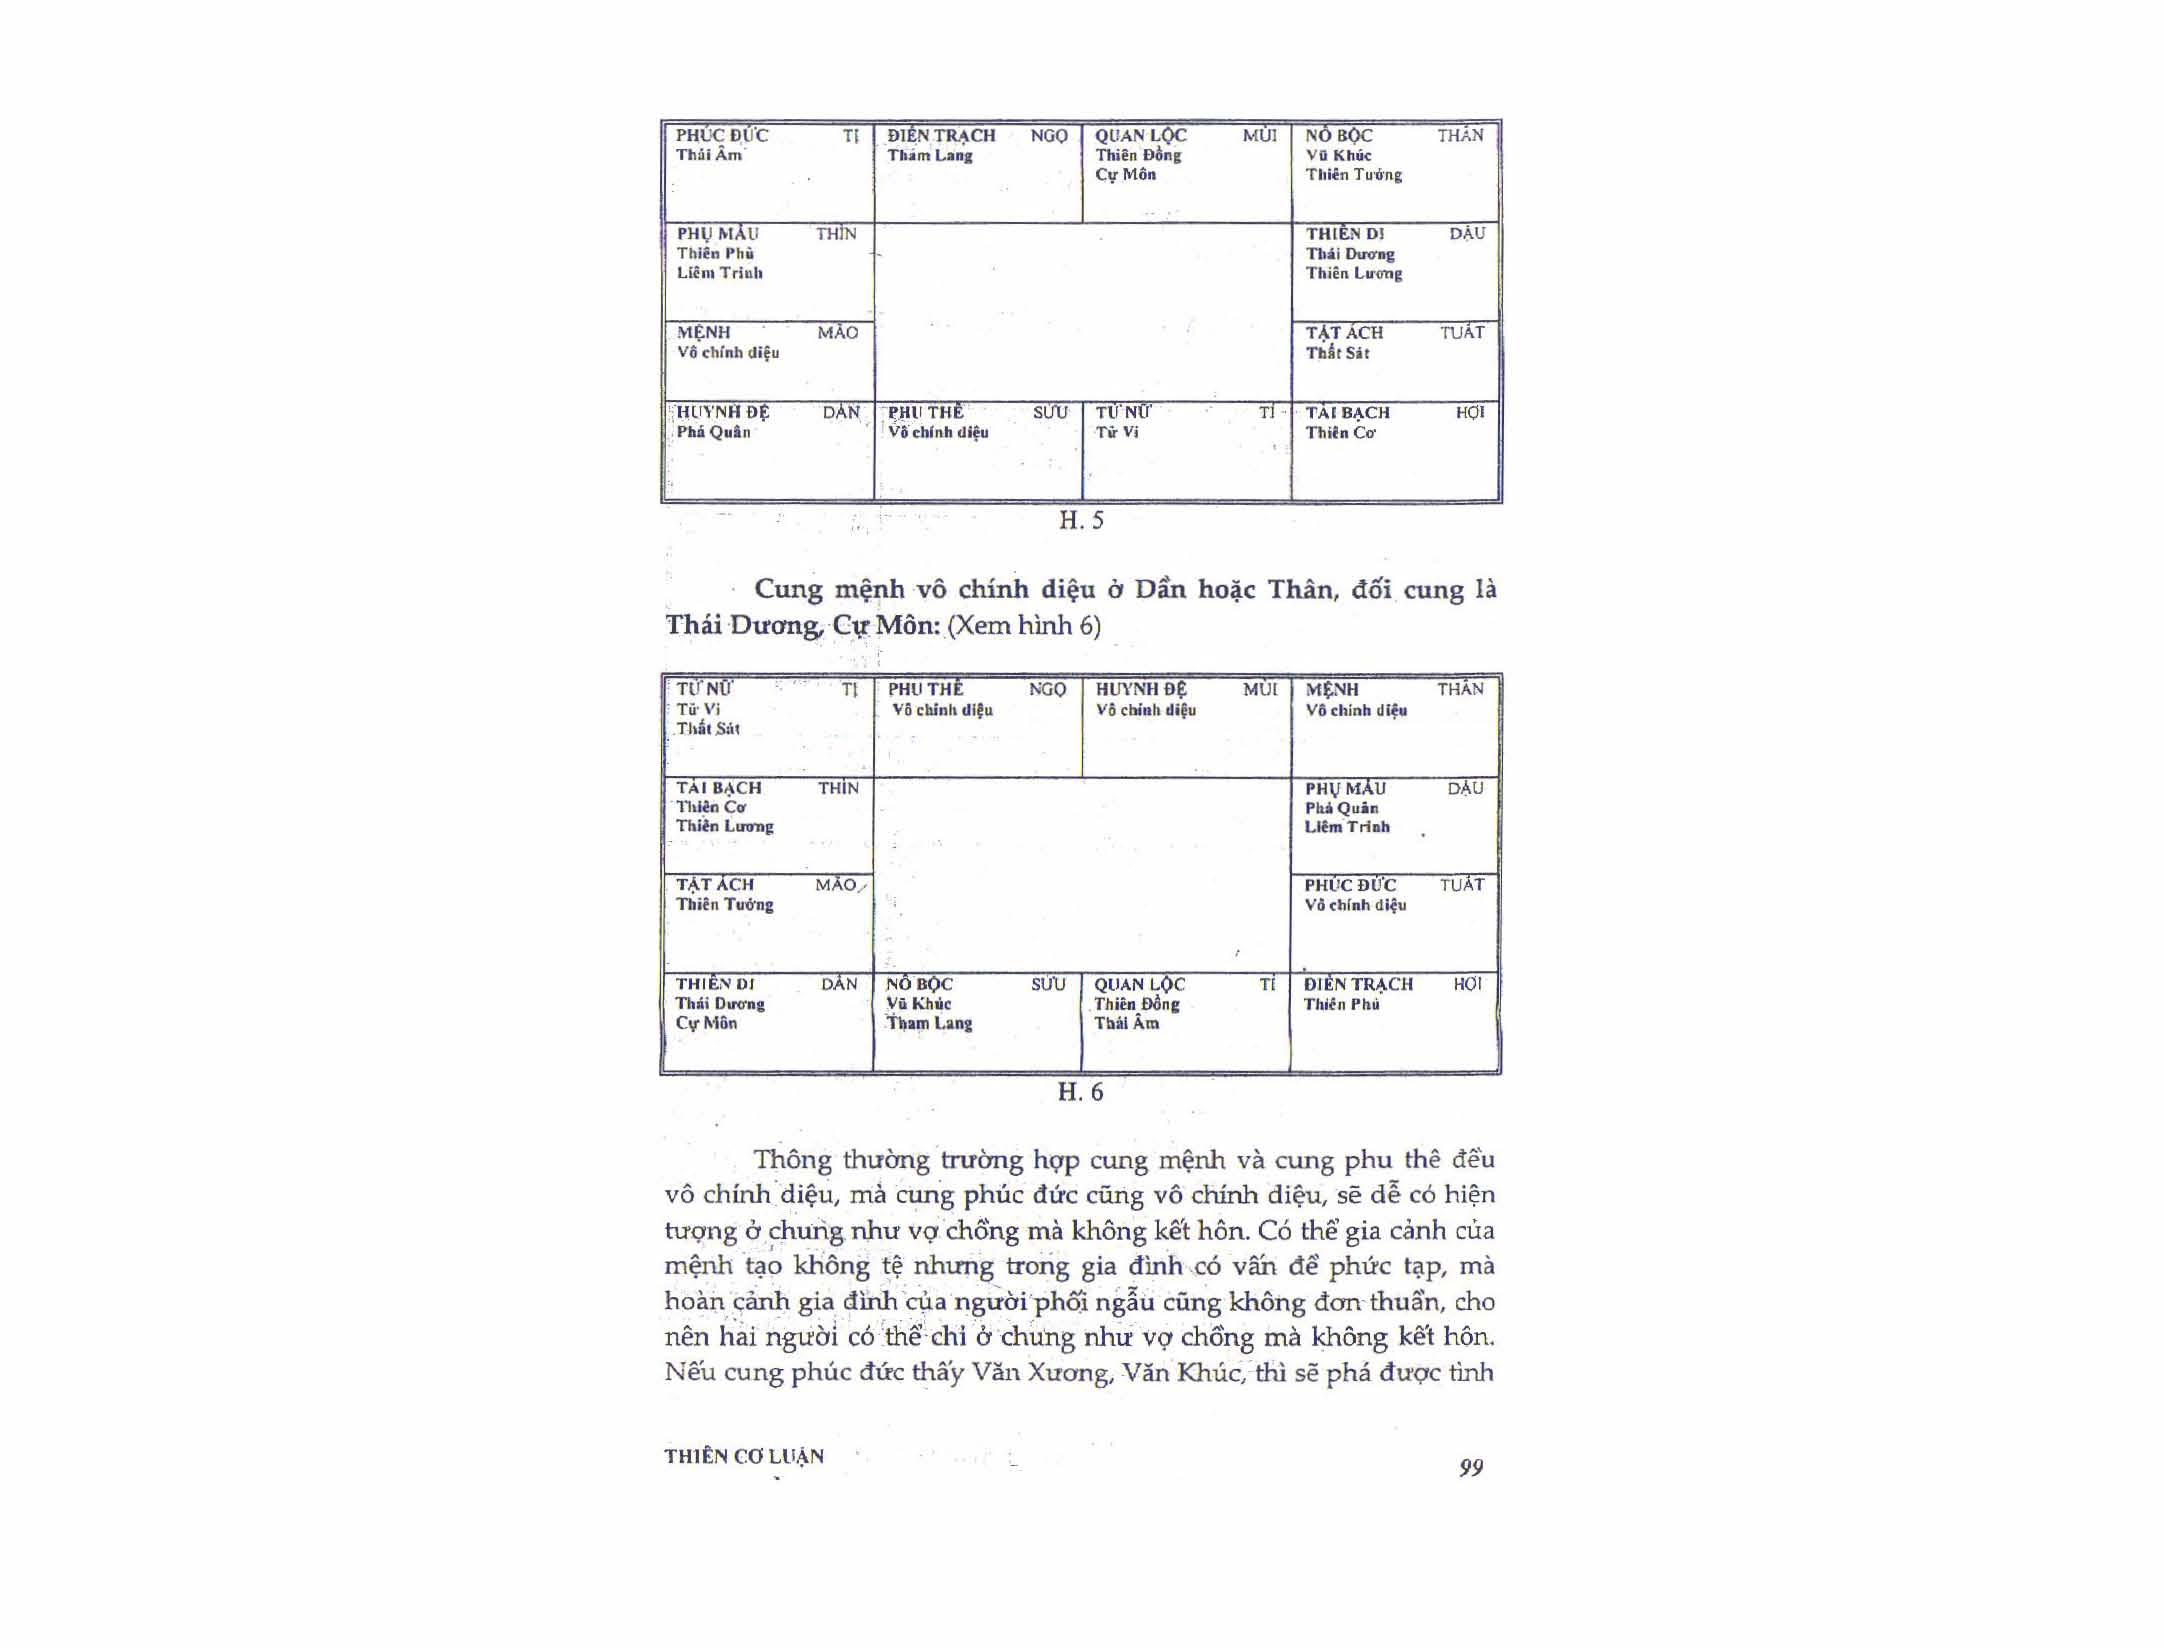 PHÚC ĐỨC TỊ ĐIỀN TRẠCH NGỌ QUAN LỘC MÙI NÔ BỘC THÂN
Thái Âm Tham Lang Thiên Đồng Vũ Khúc
Cự Môn Thiên Tướng
PHỤ MẪU THÌN THIÊN DI DẬU
Thiên Phủ Thái Dương
Liêm Trinh Thiên Lương
MỆNH MÃO TẬT ÁCH TUẤT
Vô chính diệu Thất Sát
HUYNH ĐỆ DẦN PHU THÊ SỬU TỬ NỮ TÍ TÀI BẠCH HỢI
Phá Quân Vô chính diệu Tử Vi Thiên Cơ
H. 5
Cung mệnh vô chính diệu ở Dần hoặc Thân, đối cung là
Thái Dương, Cự Môn: (Xem hình 6)
TỬ NỮ TỊ PHU THÊ NGỌ HUYNH ĐỆ MÙI MỆNH THÂN
Tử Vi Vô chính diệu Vô chính diệu Vô chính diệu
Thất Sát
TÀI BẠCH THÌN PHỤ MẪU DẬU
Thiên Cơ Phá Quân
Thiên Lương Liêm Trinh
TẬT ÁCH MÃO PHÚC ĐỨC TUẤT
Thiên Tướng Vô chính diệu
THIÊN DI DẦN NÔ BỘC SỬU QUAN LỘC TÍ ĐIỀN TRẠCH HỢI
Thái Dương Vũ Khúc Thiên Đồng Thiên Phủ
Cự Môn Tham Lang Thái Âm
H. 6
Thông thường trường hợp cung mệnh và cung phu thê đều
vô chính diệu, mà cung phúc đức cũng vô chính diệu, sẽ dễ có hiện
tượng ở chung như vợ chồng mà không kết hôn. Có thể gia cảnh của
mệnh tạo không tệ nhưng trong gia đình có vấn đề phức tạp, mà
hoàn cảnh gia đình của người phối ngẫu cũng không đơn thuần, cho
nên hai người có thể chỉ ở chung như vợ chồng mà không kết hôn.
Nếu cung phúc đức thấy Văn Xương, Văn Khúc, thì sẽ phá được tình
THIÊN CƠ LUẬN
99